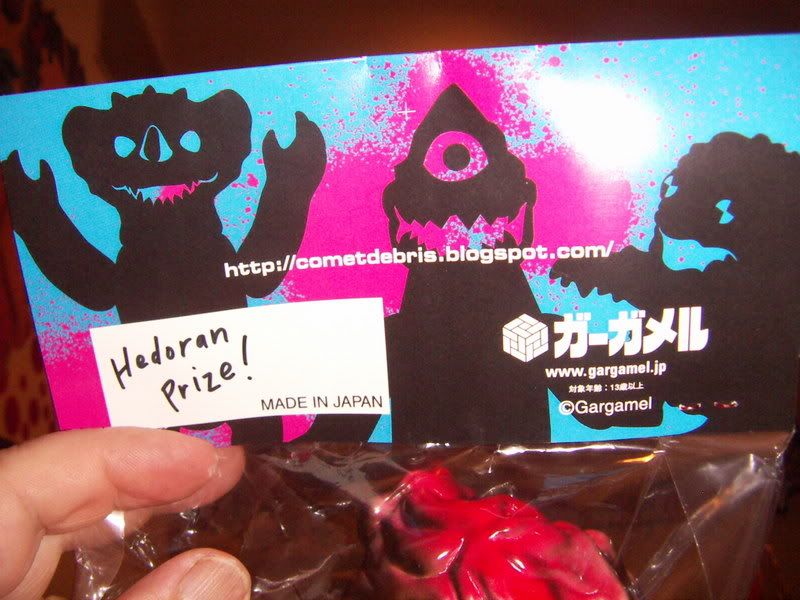 http://cometdebris.blogspot.com/
Hedoran
Prize!
MADE IN JAPAN
ガーガメル
www.gargamel.jp
対象年齢：13歳以上
©Gargamel